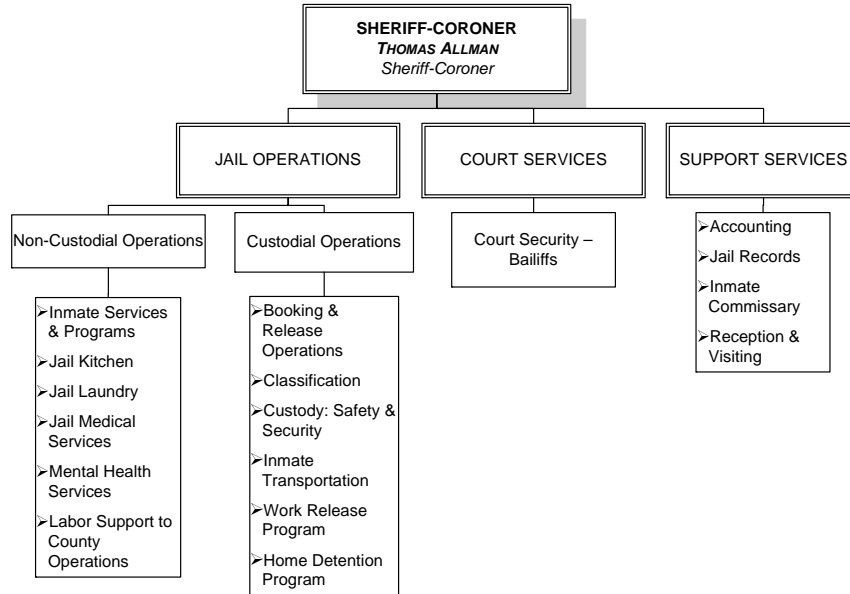 SHERIFF-CORONER
THOMAS ALLMAN
Sheriff-Coroner
JAIL OPERATIONS
COURT SERVICES
SUPPORT SERVICES
Non-Custodial Operations
Custodial Operations
Court Security –
Bailiffs
➢Accounting
➢Jail Records
➢Inmate
Commissary
➢Reception &
Visiting
➢Inmate Services
& Programs
➢Jail Kitchen
➢Jail Laundry
➢Jail Medical
Services
➢Mental Health
Services
➢Labor Support to
County
Operations
➢Booking &
Release
Operations
➢Classification
➢Custody: Safety &
Security
➢Inmate
Transportation
➢Work Release
Program
➢Home Detention
Program